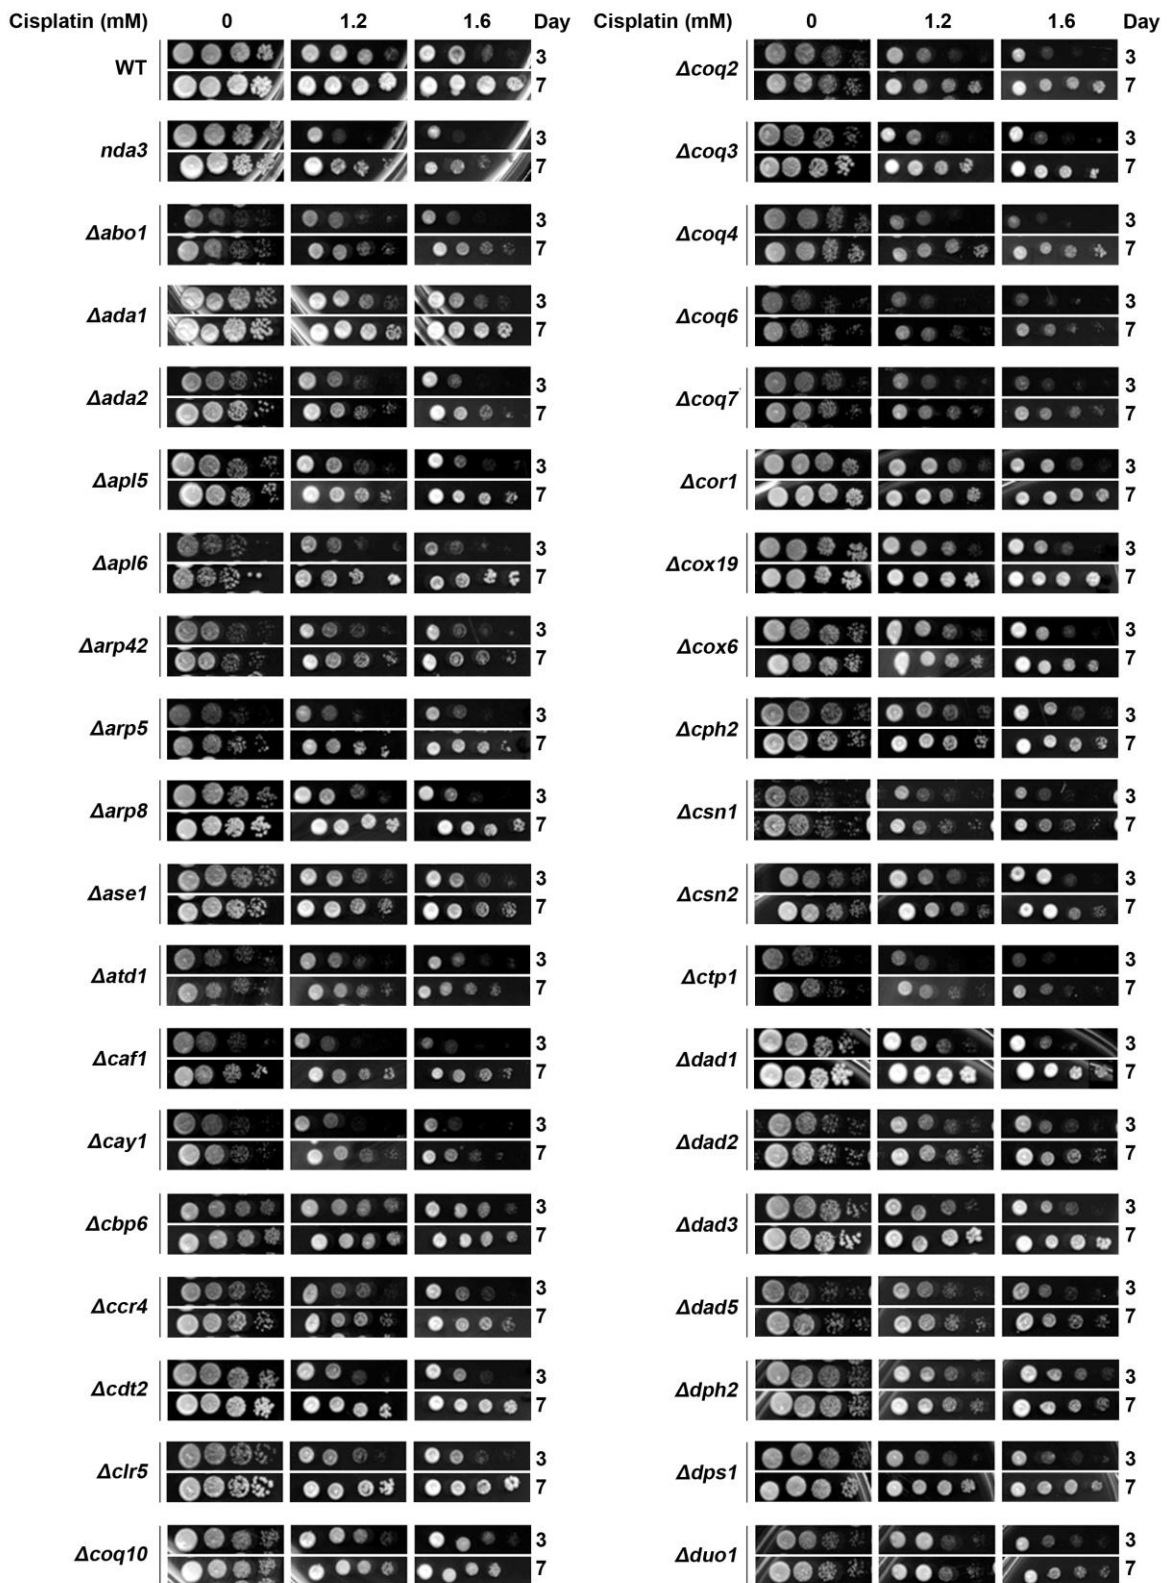 Cisplatin (mM) 0 1.2 1.6 Day
WT 3
7
nda3 3
7
Δabo1 3
7
Δada1 3
7
Δada2 3
7
Δapl5 3
7
Δapl6 3
7
Δarp42 3
7
Δarp5 3
7
Δarp8 3
7
Δase1 3
7
Δatd1 3
7
Δcaf1 3
7
Δcay1 3
7
Δcbp6 3
7
Δccr4 3
7
Δcdt2 3
7
Δclr5 3
7
Δcoq10 3
7
Cisplatin (mM) 0 1.2 1.6 Day
Δcoq2 3
7
Δcoq3 3
7
Δcoq4 3
7
Δcoq6 3
7
Δcoq7 3
7
Δcor1 3
7
Δcox19 3
7
Δcox6 3
7
Δcph2 3
7
Δcsn1 3
7
Δcsn2 3
7
Δctp1 3
7
Δdad1 3
7
Δdad2 3
7
Δdad3 3
7
Δdad5 3
7
Δdph2 3
7
Δdps1 3
7
Δduo1 3
7